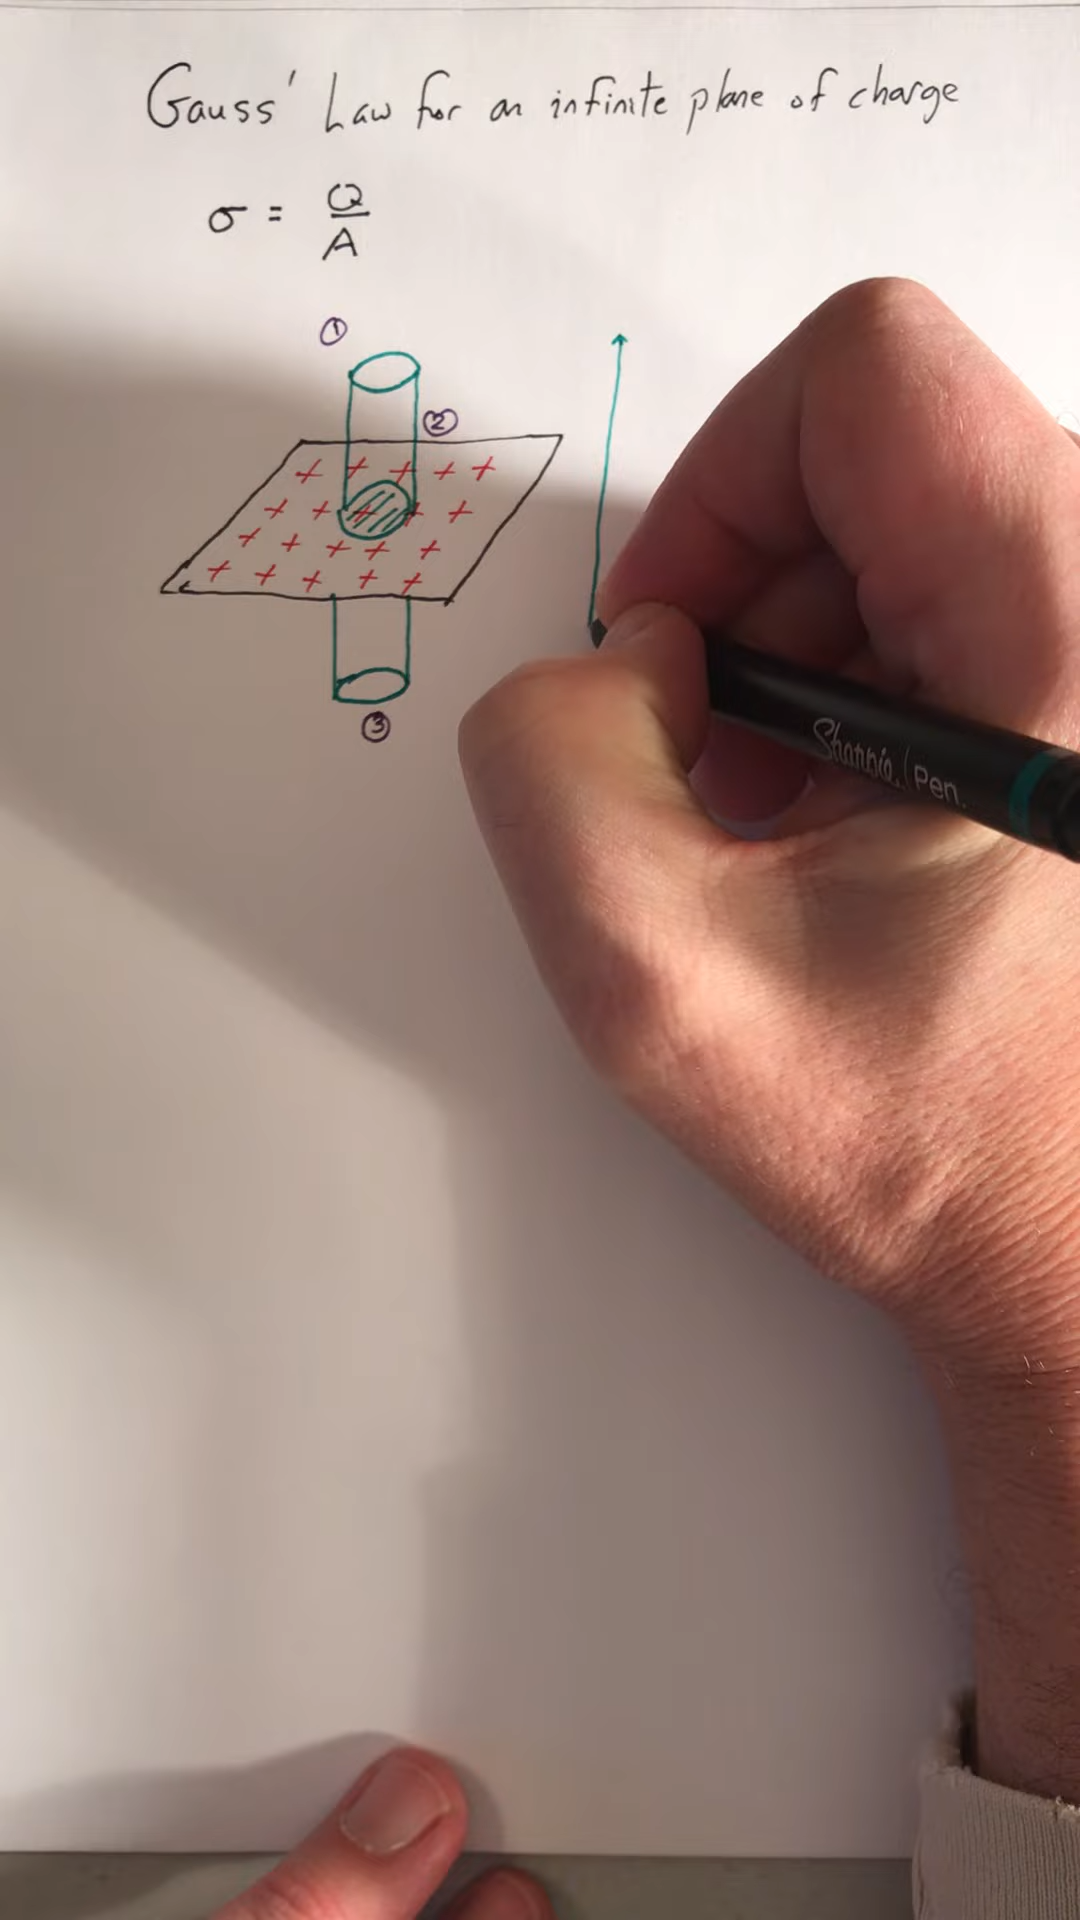 Gauss' Law for an infinite plane of charge
σ = Q/A
①
②
+ + + + +
+ + + + +
+ + + + +
+ + + + +
③
Sharpie Pen.